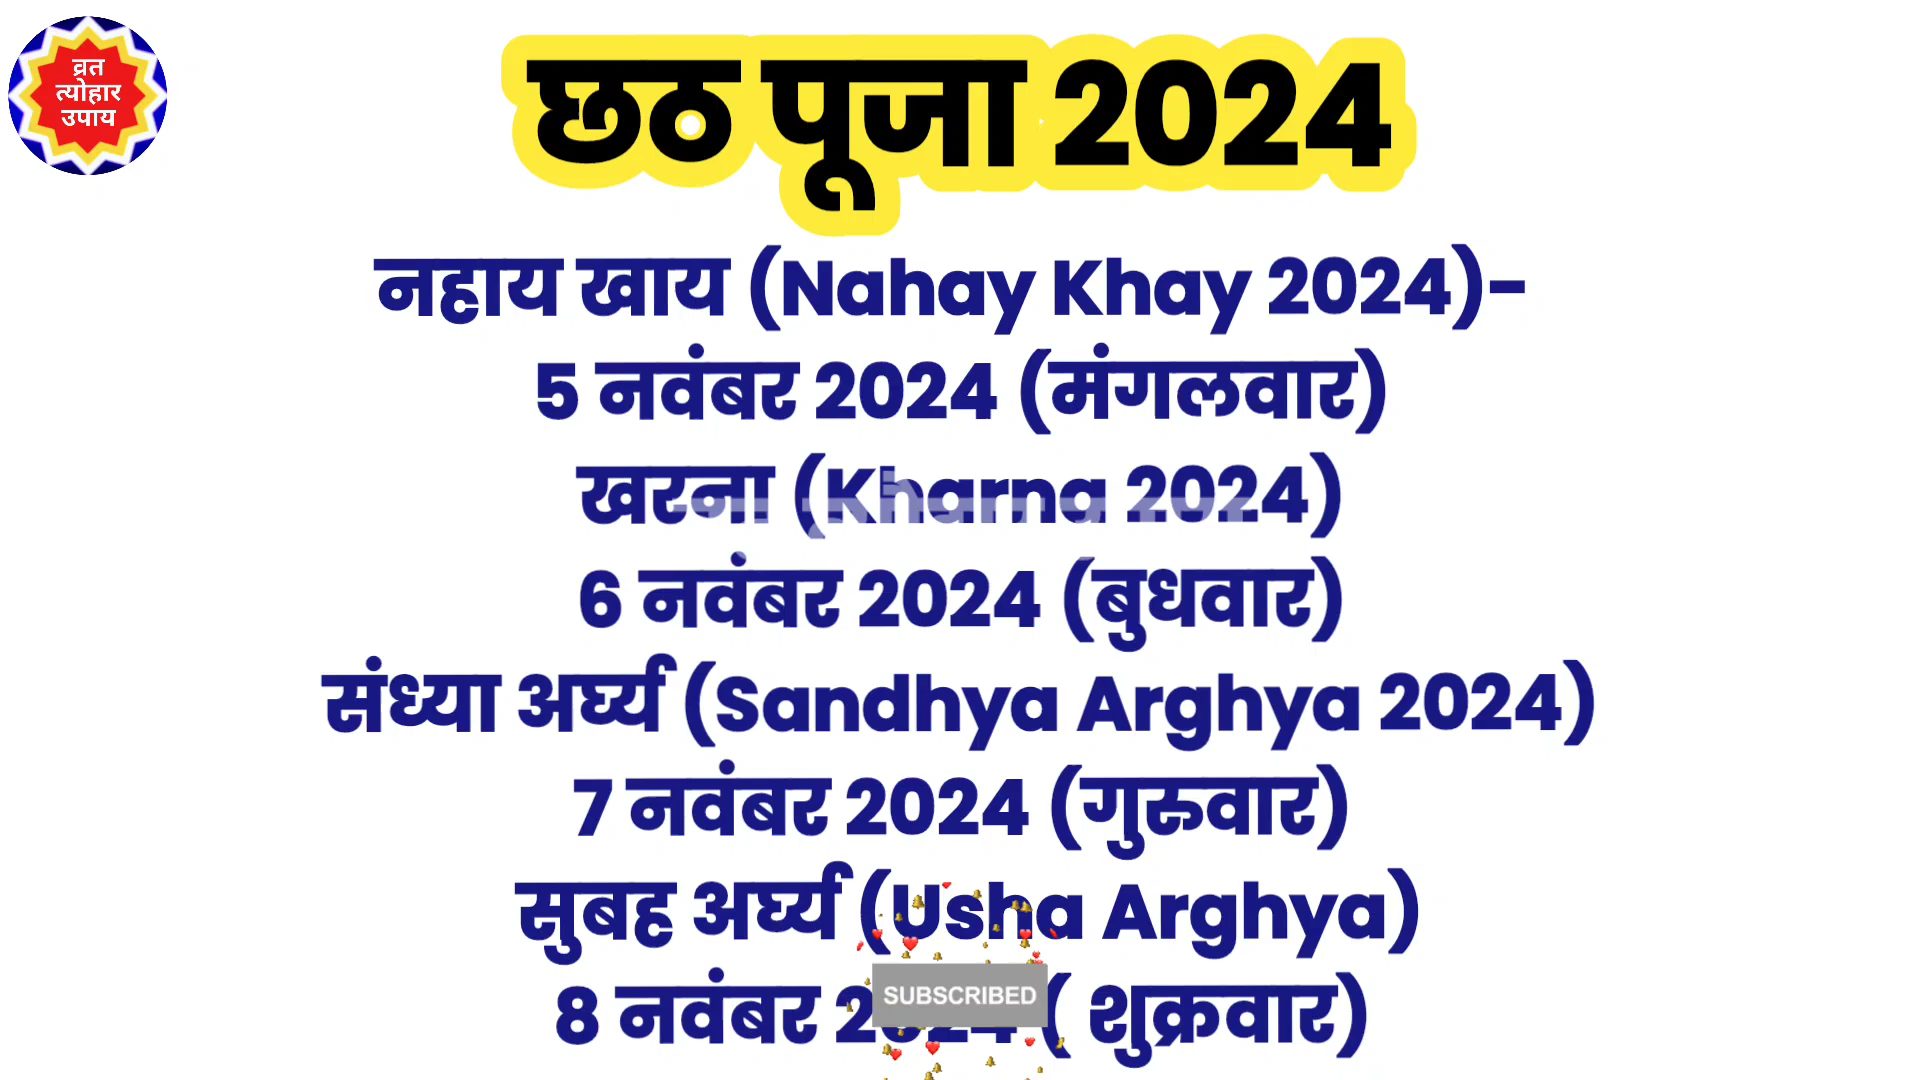 व्रत
त्योहार
उपाय
छठ पूजा 2024
नहाय खाय (Nahay Khay 2024)-
5 नवंबर 2024 (मंगलवार)
खरना (Kharna 2024)
6 नवंबर 2024 (बुधवार)
संध्या अर्घ्य (Sandhya Arghya 2024)
7 नवंबर 2024 (गुरुवार)
सुबह अर्घ्य (Usha Arghya)
8 नवंबर 2024 ( शुक्रवार)
SUBSCRIBED